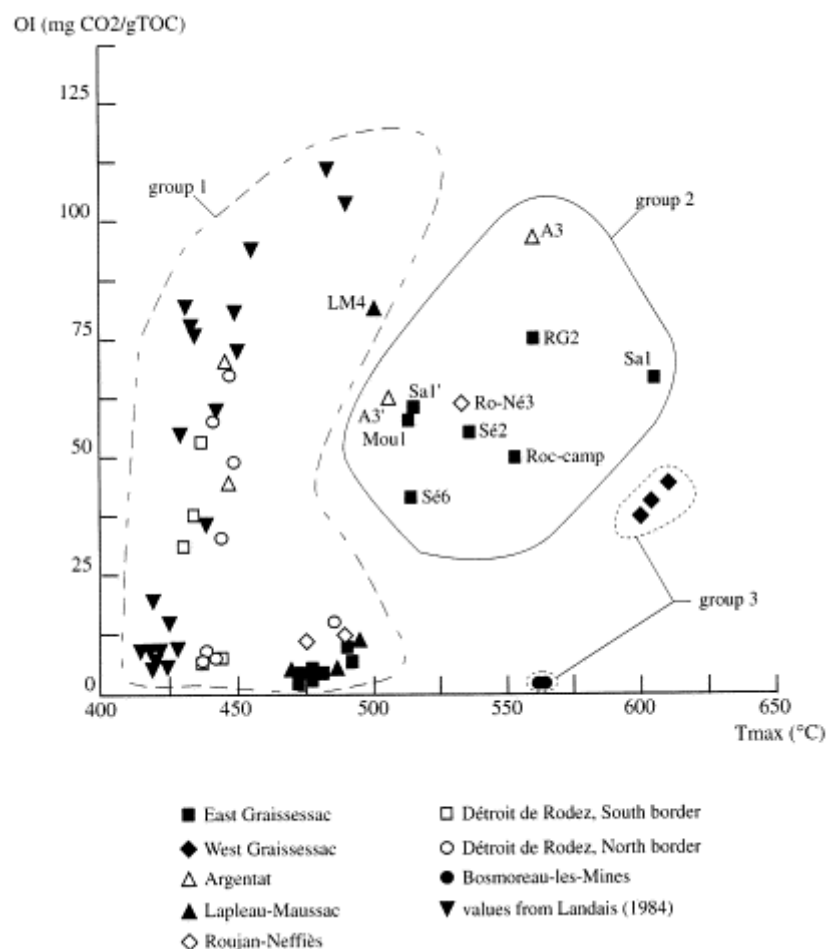 OI (mg CO2/gTOC)
125
group 1
100
group 2
A3
LM4
75
RG2
Sa1
Sa1'
A3'
Ro-Né3
Mou1
Sé2
50
Roc-camp
Sé6
25
group 3
0
400
450
500
550
600
650
Tmax (°C)
East Graissessac
Détroit de Rodez, South border
West Graissessac
Détroit de Rodez, North border
Argentat
Bosmoreau-les-Mines
Lapleau-Maussac
values from Landais (1984)
Roujan-Neffiès